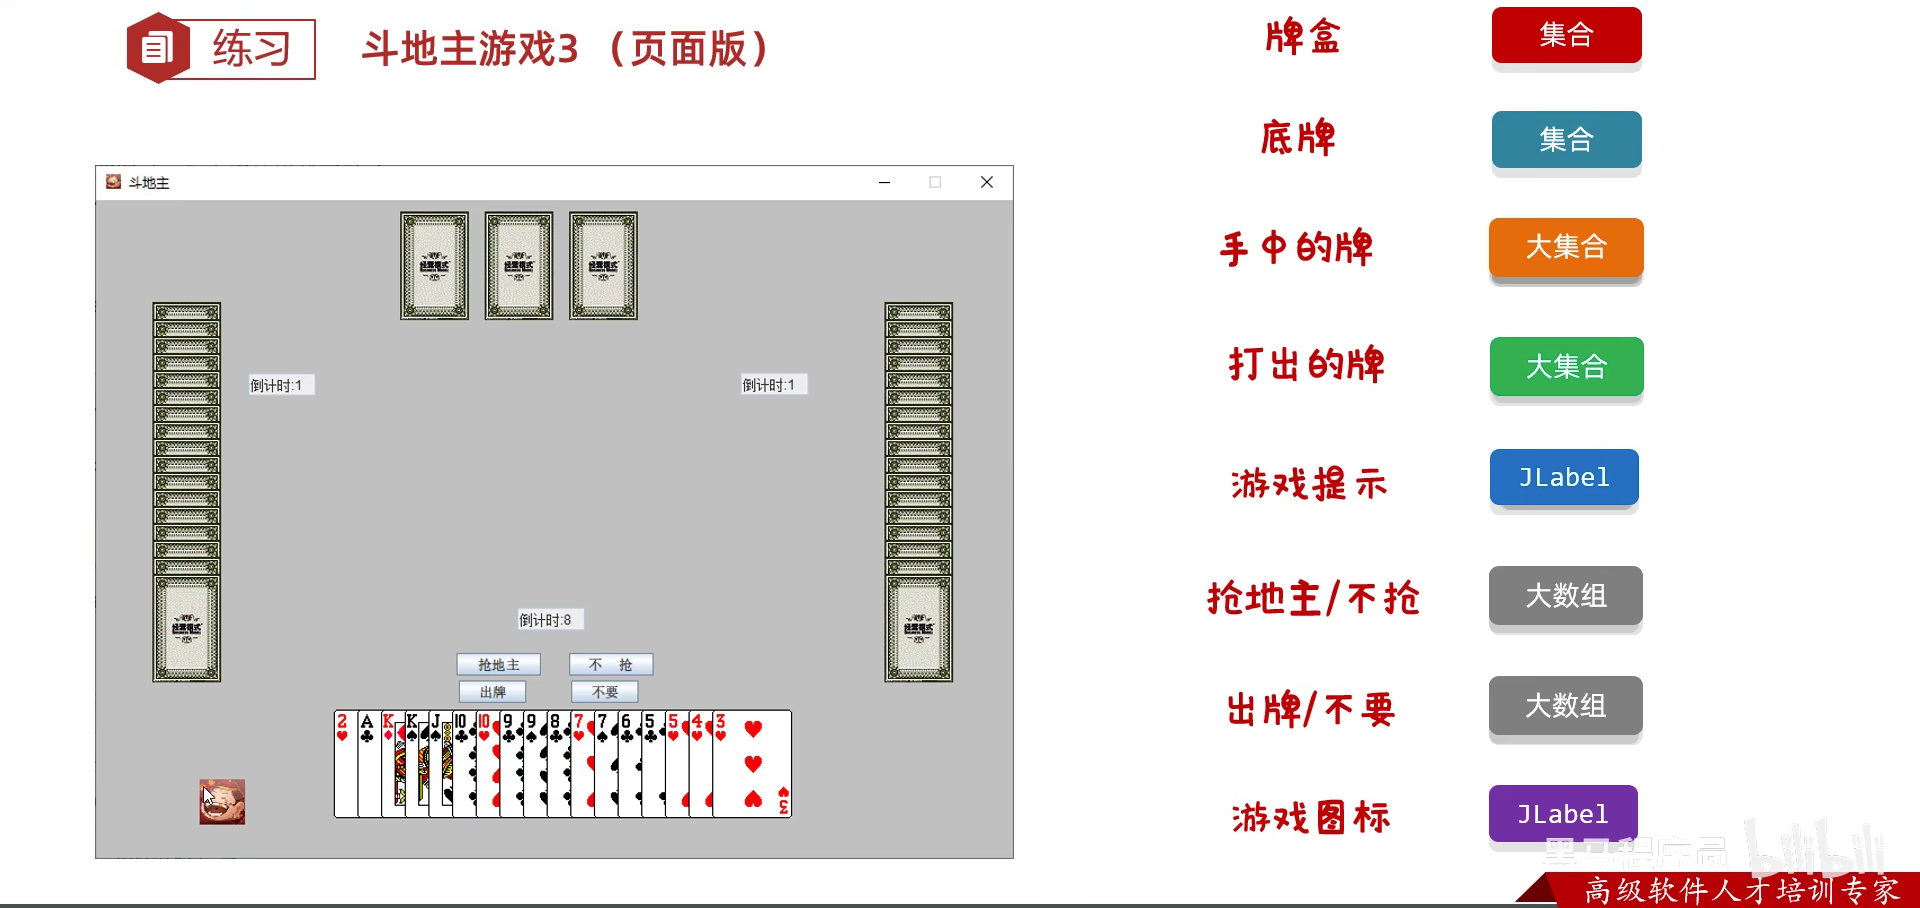 练习
斗地主游戏3（页面版）
斗地主
倒计时:1
倒计时:1
倒计时:8
抢地主
不 抢
出牌
不要
2 A K K J 10 10 9 9 8 7 7 6 5 5 4 3
3
牌盒
集合
底牌
集合
手中的牌
大集合
打出的牌
大集合
游戏提示
JLabel
抢地主/不抢
大数组
出牌/不要
大数组
游戏图标
JLabel
黑马程序员
bilibili
高级软件人才培训专家